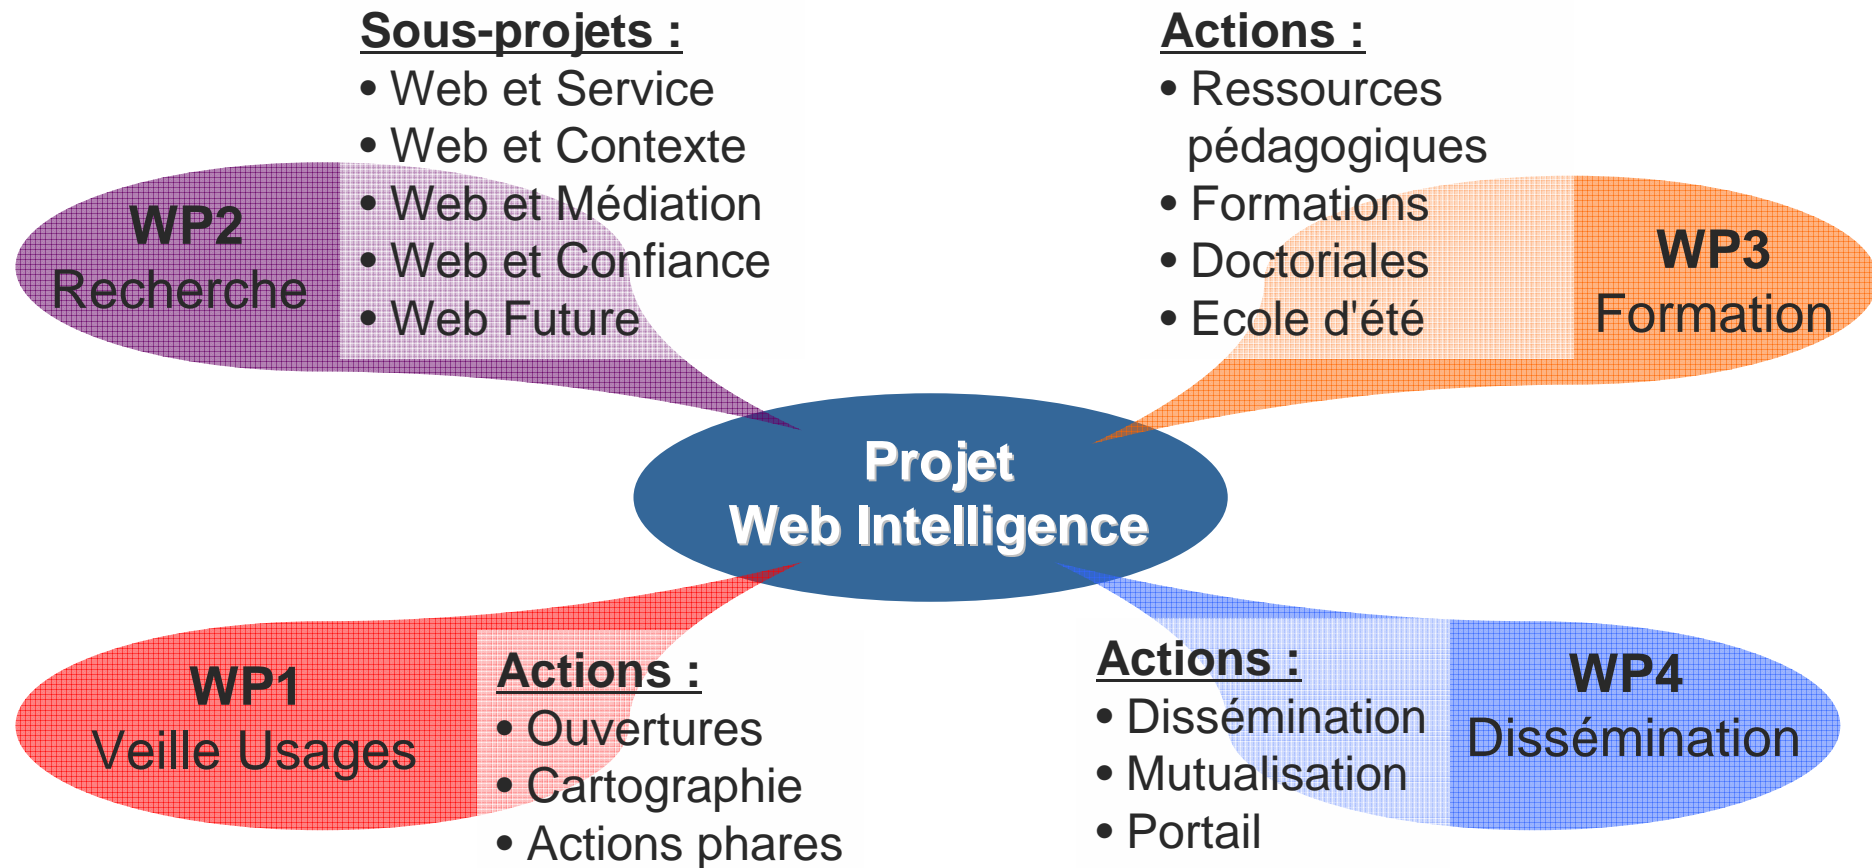 Sous-projets :
• Web et Service
• Web et Contexte
• Web et Médiation
• Web et Confiance
• Web Future
WP2
Recherche
Actions :
• Ressources
pédagogiques
• Formations
• Doctoriales
• Ecole d'été
WP3
Formation
Projet
Web Intelligence
WP1
Veille Usages
Actions :
• Ouvertures
• Cartographie
• Actions phares
Actions :
• Dissémination
• Mutualisation
• Portail
WP4
Dissémination